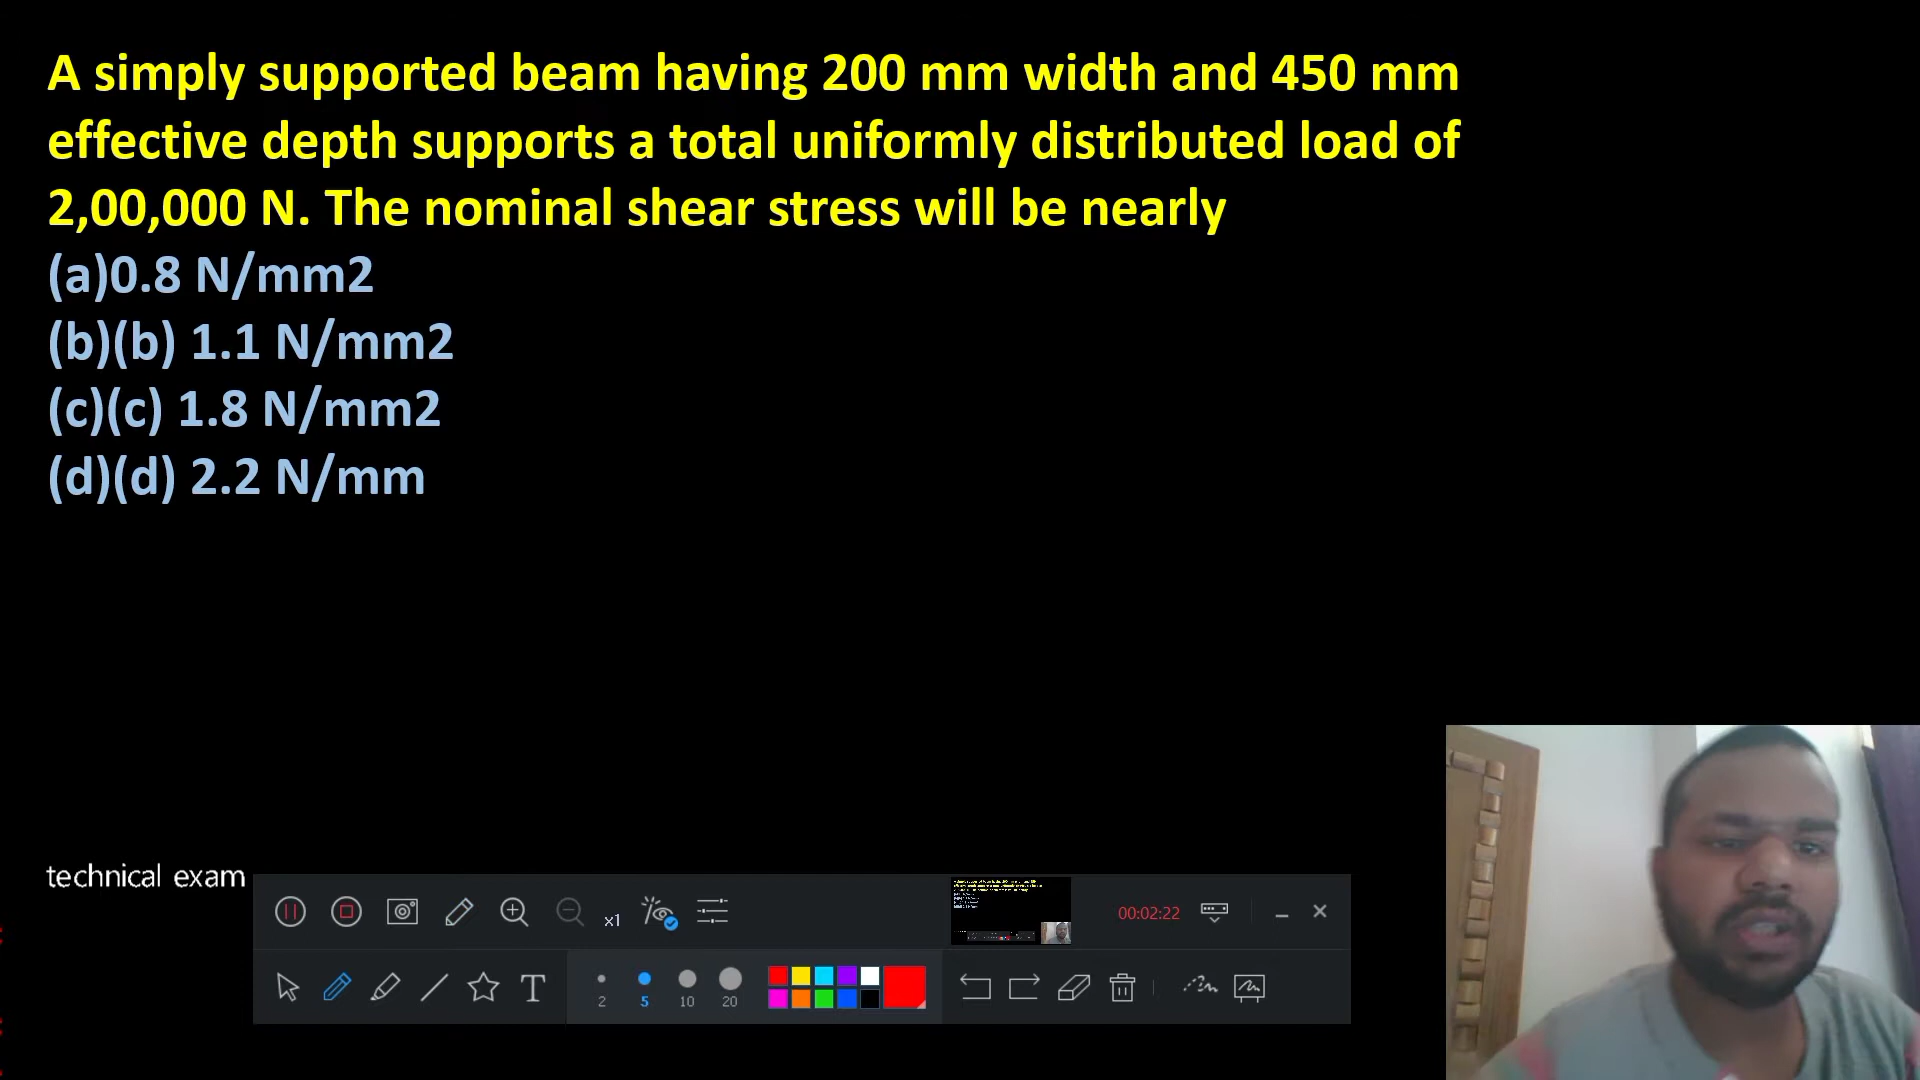 A simply supported beam having 200 mm width and 450 mm
effective depth supports a total uniformly distributed load of
2,00,000 N. The nominal shear stress will be nearly
(a)0.8 N/mm2
(b)(b) 1.1 N/mm2
(c)(c) 1.8 N/mm2
(d)(d) 2.2 N/mm
technical exam
x1
00:02:22
T
2 5 10 20